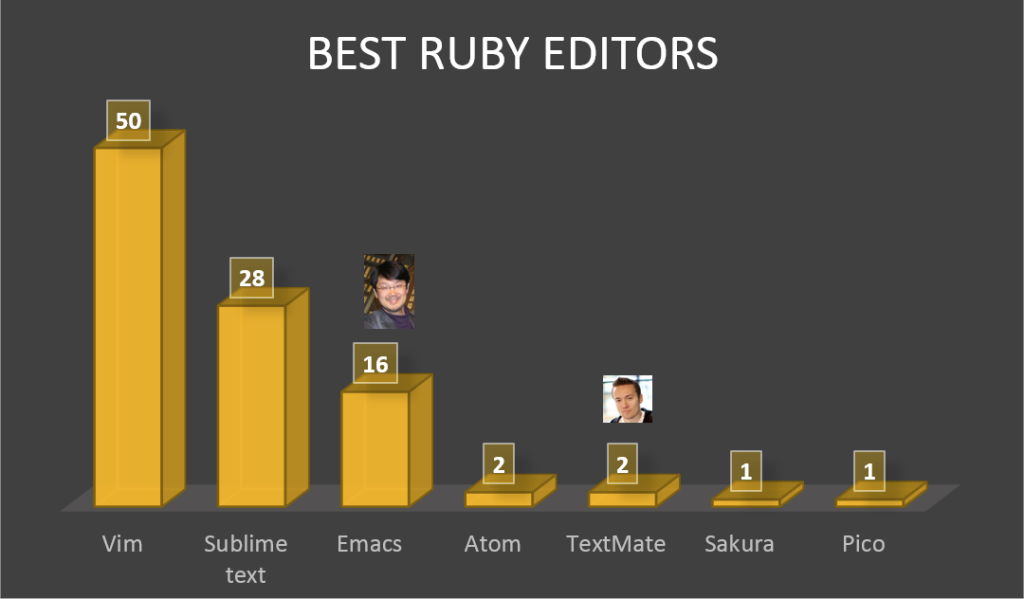 BEST RUBY EDITORS
50
28
16
2
2
1
1
Vim
Sublime
text
Emacs
Atom
TextMate
Sakura
Pico